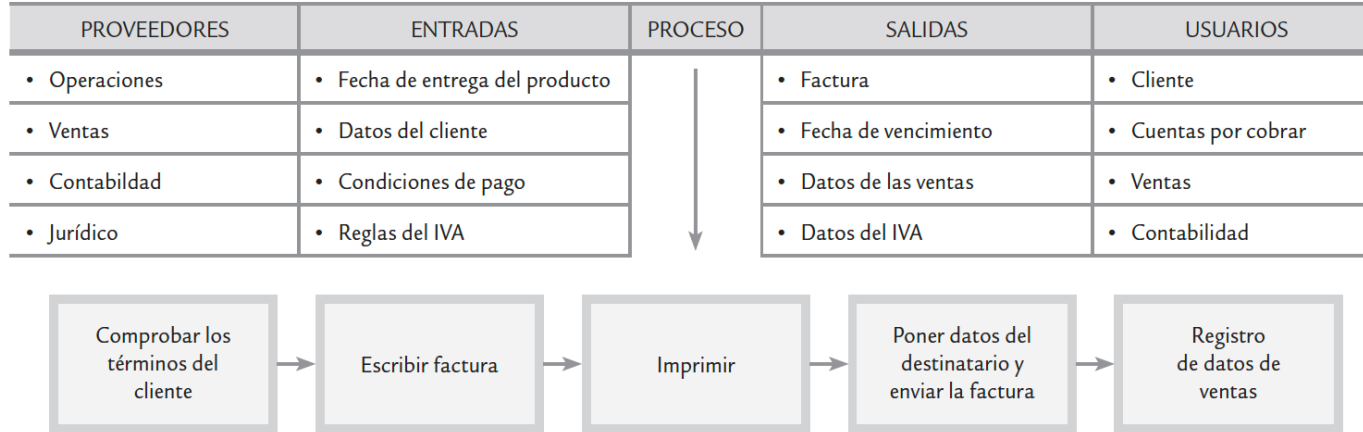 PROVEEDORES ENTRADAS PROCESO SALIDAS USUARIOS
• Operaciones • Fecha de entrega del producto • Factura • Cliente
• Ventas • Datos del cliente • Fecha de vencimiento • Cuentas por cobrar
• Contabildad • Condiciones de pago • Datos de las ventas • Ventas
• Jurídico • Reglas del IVA • Datos del IVA • Contabilidad
Comprobar los
términos del
cliente
Escribir factura
Imprimir
Poner datos del
destinatario y
enviar la factura
Registro
de datos de
ventas